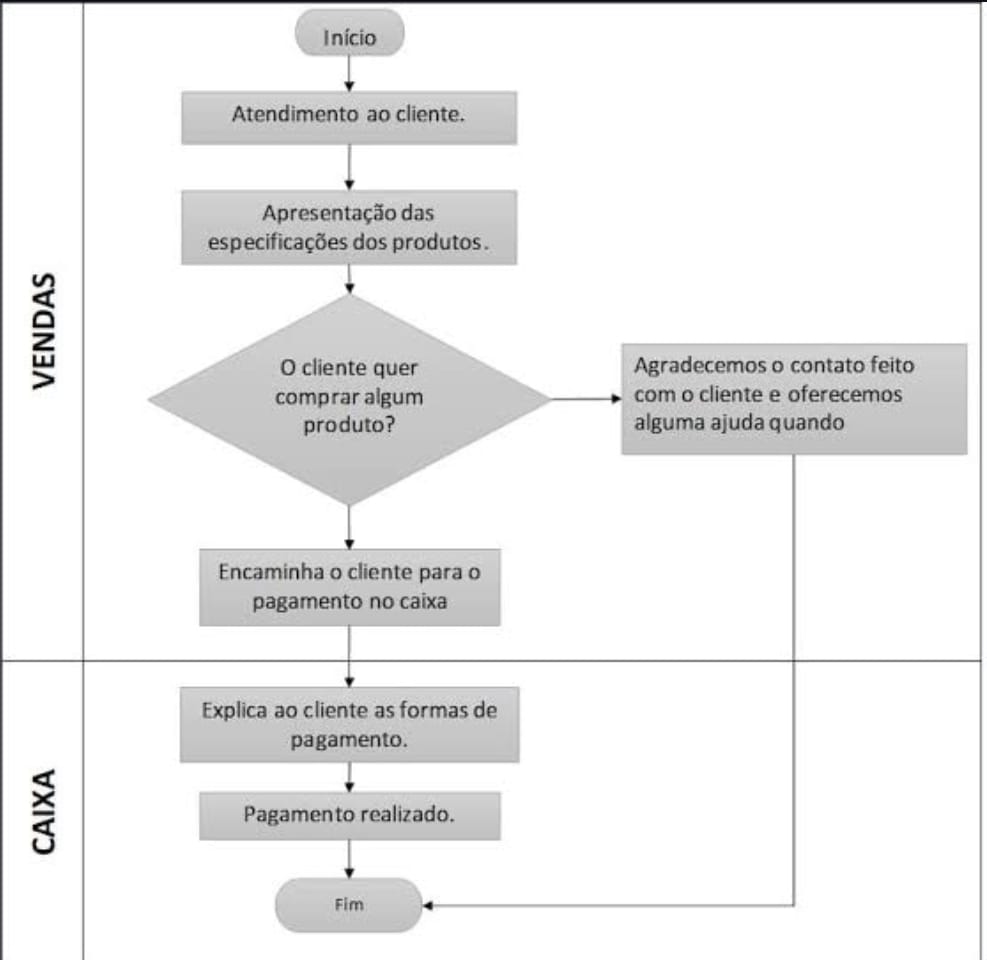 Início
Atendimento ao cliente.
Apresentação das
especificações dos produtos.
VENDAS
O cliente quer
comprar algum
produto?
Agradecemos o contato feito
com o cliente e oferecemos
alguma ajuda quando
Encaminha o cliente para o
pagamento no caixa
CAIXA
Explica ao cliente as formas de
pagamento.
Pagamento realizado.
Fim